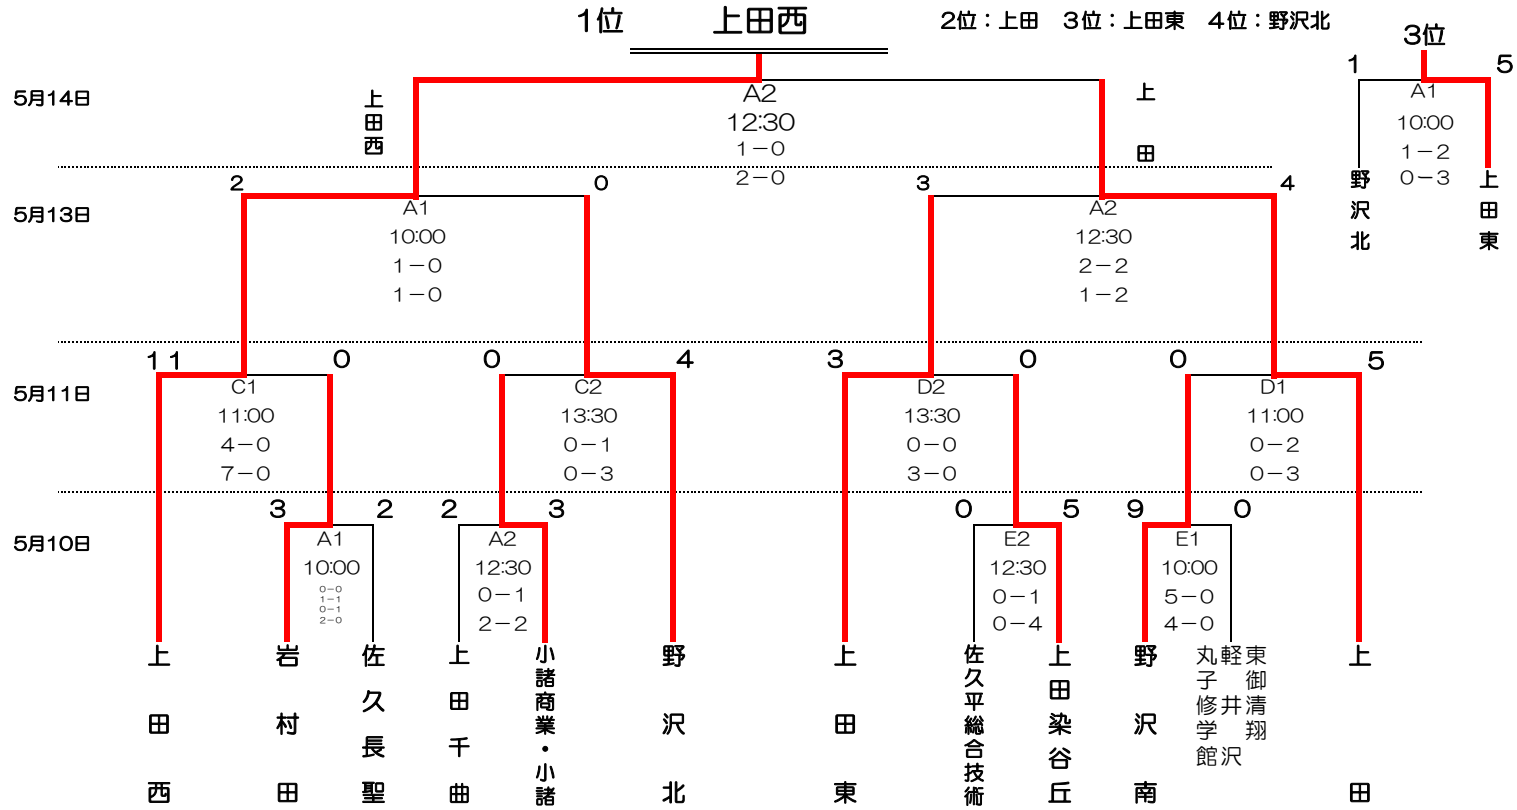 1位 上田西 2位：上田 3位：上田東 4位：野沢北
3位
1 5
5月14日
上田西
A2
12:30
1－0
2－0
上田
A1
10:00
1－2
0－3
野沢北
上田東
5月13日
2 0
A1
10:00
1－0
1－0
3 4
A2
12:30
2－2
1－2
5月11日
11 0
C1
11:00
4－0
7－0
0 4
C2
13:30
0－1
0－3
3 0
D2
13:30
0－0
3－0
0 5
D1
11:00
0－2
0－3
5月10日
3 2
A1
10:00
0－0
1－1
0－1
2－0
2 3
A2
12:30
0－1
2－2
0 5
E2
12:30
0－1
0－4
9 0
E1
10:00
5－0
4－0
上田西
岩村田
佐久長聖
上田千曲
小諸商業・小諸
野沢北
上田東
佐久平総合技術
上田染谷丘
野沢南
東御清翔
軽井沢
丸子修学館
上田